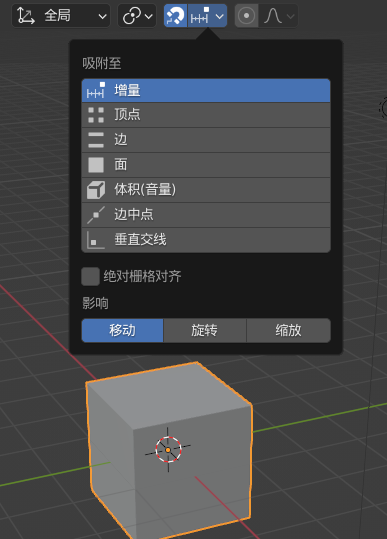 全局
吸附至
增量
顶点
边
面
体积(音量)
边中点
垂直交线
绝对栅格对齐
影响
移动 旋转 缩放